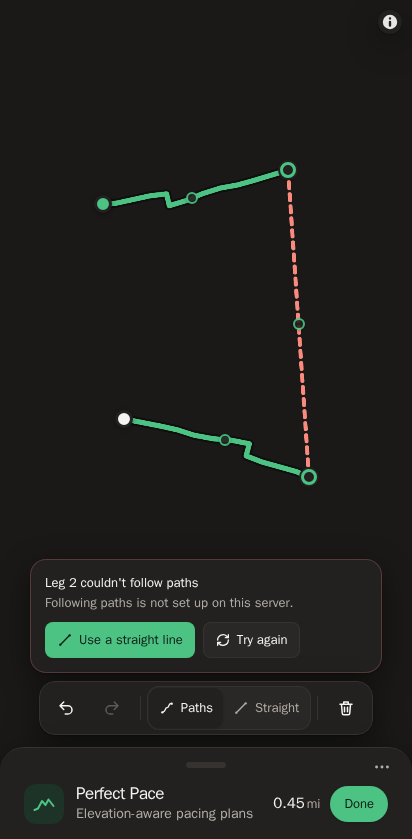 Leg 2 couldn't follow paths
Following paths is not set up on this server.
Use a straight line
Try again
Paths
Straight
Perfect Pace
Elevation-aware pacing plans
0.45 mi
Done